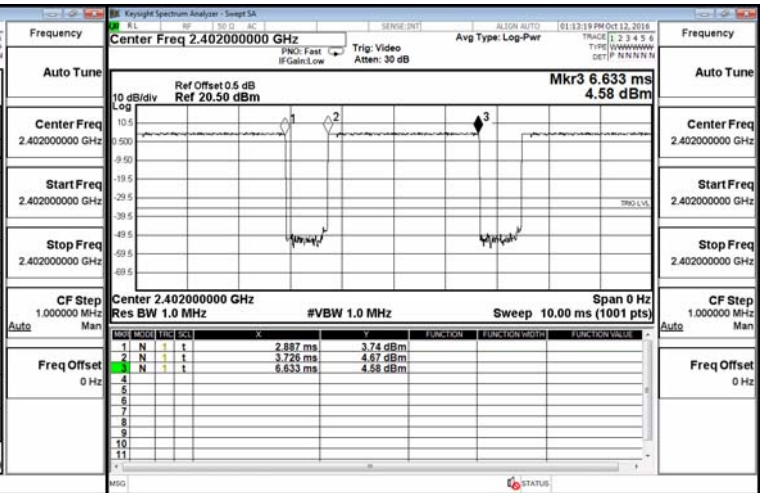 Keysight Spectrum Analyzer - Swept SA
RL RF 50 Ω AC SENSE:INT ALIGN AUTO 01:13:19 PM Oct 12, 2016
Center Freq 2.402000000 GHz Avg Type: Log-Pwr TRACE 1 2 3 4 5 6
PNO: Fast Trig: Video TYPE WWWWWW
IFGain:Low Atten: 30 dB DET P NNNNN
Ref Offset 0.5 dB Mkr3 6.633 ms
10 dB/div Ref 20.50 dBm 4.58 dBm
Log
10.5
0.500
-9.50
-19.5
-29.5
-39.5
-49.5
-59.5
-69.5
1
2
3
TRIG LVL
Center 2.402000000 GHz Span 0 Hz
Res BW 1.0 MHz #VBW 1.0 MHz Sweep 10.00 ms (1001 pts)
MKR MODE TRC SCL X Y FUNCTION FUNCTION WIDTH FUNCTION VALUE
1 N 1 t 2.887 ms 3.74 dBm
2 N 1 t 3.726 ms 4.67 dBm
3 N 1 t 6.633 ms 4.58 dBm
4
5
6
7
8
9
10
11
MSG STATUS
Frequency
Auto Tune
Center Freq
2.402000000 GHz
Start Freq
2.402000000 GHz
Stop Freq
2.402000000 GHz
CF Step
1.000000 MHz
Auto Man
Freq Offset
0 Hz
Frequency
Auto Tune
Center Freq
2.402000000 GHz
Start Freq
2.402000000 GHz
Stop Freq
2.402000000 GHz
CF Step
1.000000 MHz
Auto Man
Freq Offset
0 Hz